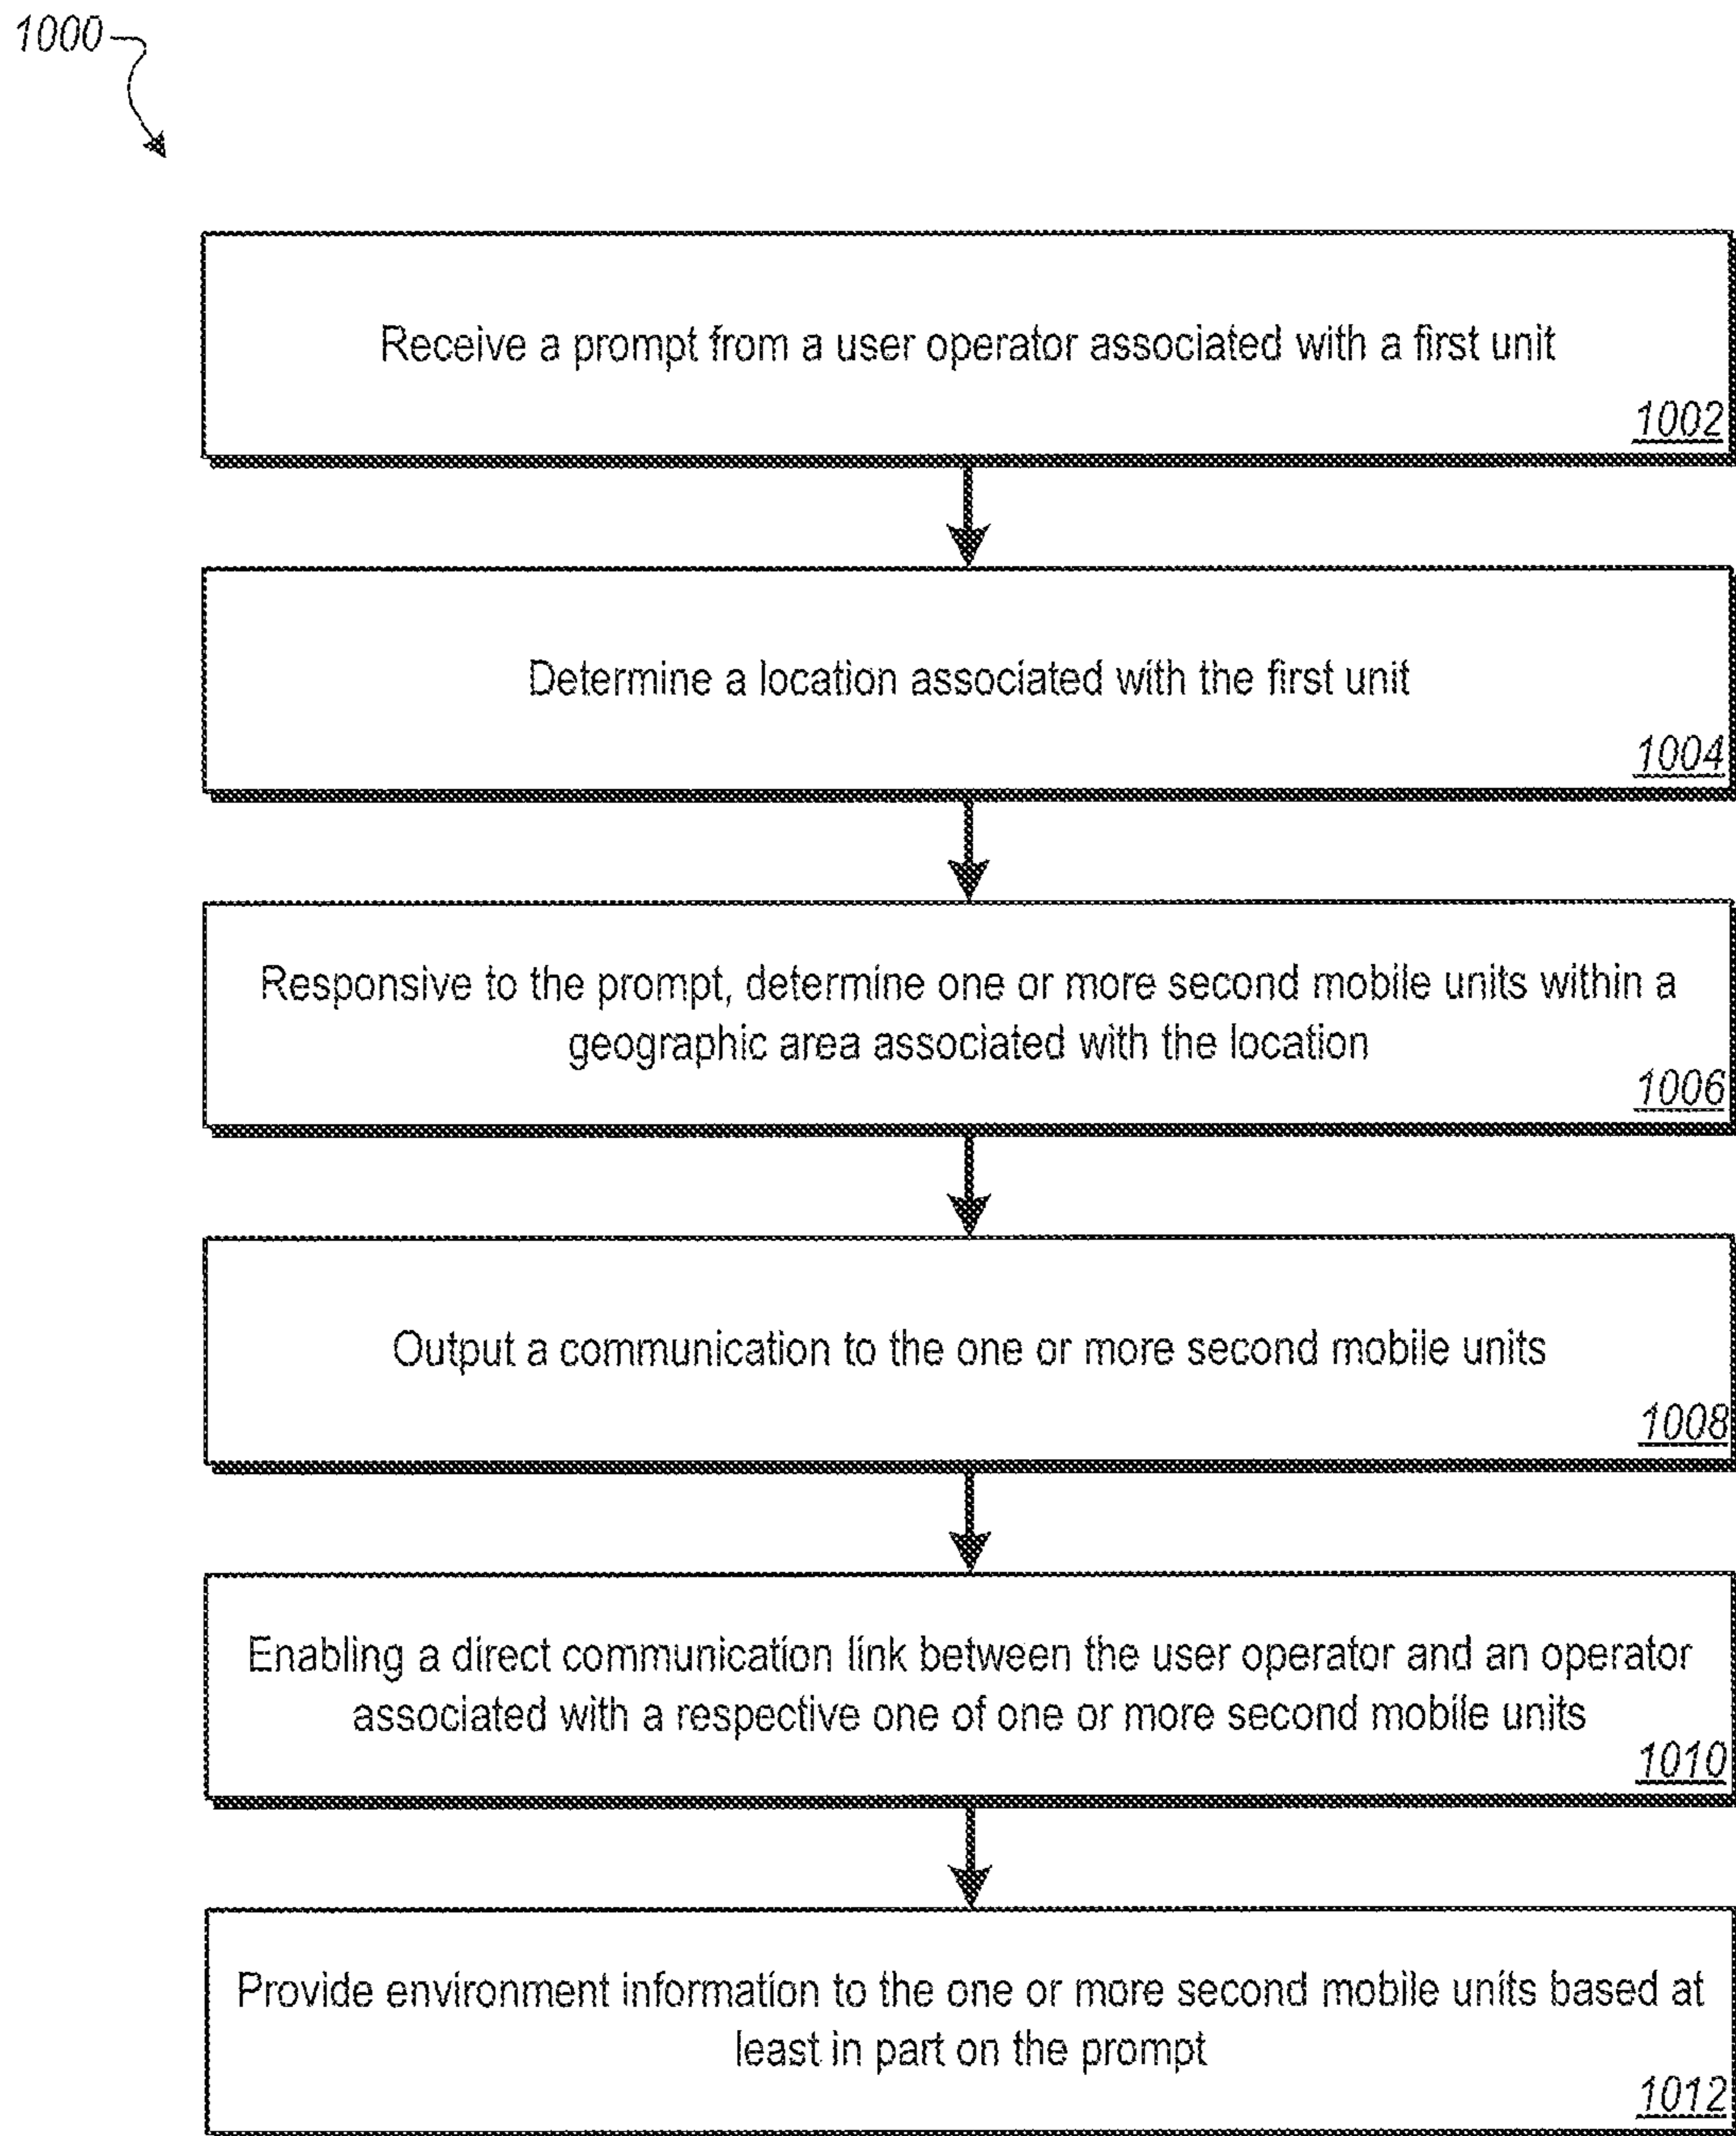 1000
Receive a prompt from a user operator associated with a first unit
1002
Determine a location associated with the first unit
1004
Responsive to the prompt, determine one or more second mobile units within a
geographic area associated with the location
1006
Output a communication to the one or more second mobile units
1008
Enabling a direct communication link between the user operator and an operator
associated with a respective one of one or more second mobile units
1010
Provide environment information to the one or more second mobile units based at
least in part on the prompt
1012